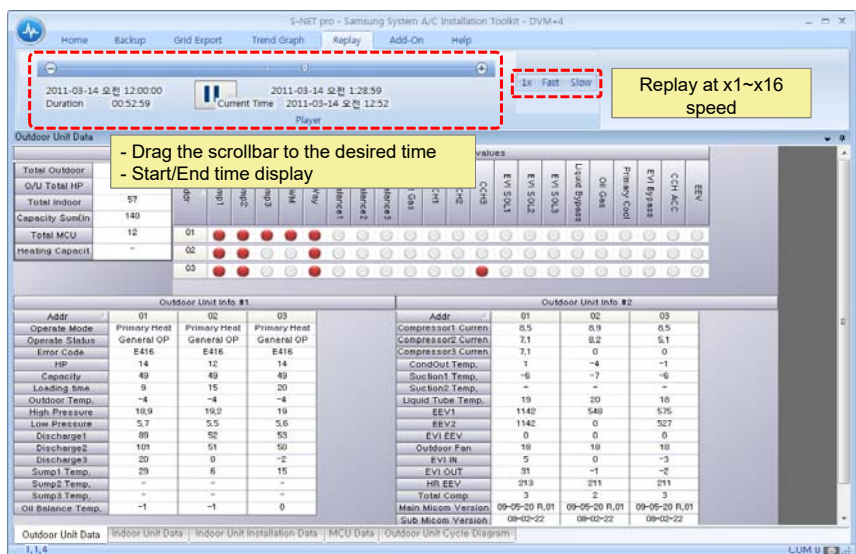 S-NET pro - Samsung System A/C Installation Toolkit - DVM+4
Home Backup Grid Export Trend Graph Replay Add-On Help
2011-03-14 오전 12:00:00 2011-03-14 오전 1:28:59
Duration 00:52:59 Current Time 2011-03-14 오전 12:52
Player
1x Fast Slow
Replay at x1~x16
speed
Outdoor Unit Data
- Drag the scrollbar to the desired time
- Start/End time display
Total Outdoor
O/U Total HP
Total Indoor 57
Capacity Sum(In 140
Total MCU 12
Heating Capacit -
CCH3 EVI SOL1 EVI SOL2 EVI SOL3 Liquid Bypass Oil Gas Primary Cool EVI Bypass CCH ACC EEV
01
02
03
Outdoor Unit Info #1
Addr 01 02 03
Operate Mode Primary Heat Primary Heat Primary Heat
Operate Status General OP General OP General OP
Error Code E416 E416 E416
HP 14 12 14
Capacity 49 49 49
Loading time 9 15 20
Outdoor Temp, -4 -4 -4
High Pressure 18,9 19,2 19
Low Pressure 5,7 5,5 5,6
Discharge1 89 52 53
Discharge2 101 51 50
Discharge3 20 0 -2
Sump1 Temp, 29 6 15
Sump2 Temp, - - -
Sump3 Temp, - - -
Oil Balance Temp, -1 -1 0
Outdoor Unit Info #2
Addr 01 02 03
Compressor1 Curren 8,5 8,9 8,5
Compressor2 Curren 7,1 8,2 5,1
Compressor3 Curren 7,1 0 0
CondOut Temp, 1 -4 -1
Suction1 Temp, -6 -7 -6
Suction2 Temp, - - -
Liquid Tube Temp, 19 20 18
EEV1 1142 548 575
EEV2 1142 0 527
EVI EEV 0 0 0
Outdoor Fan 18 18 18
EVI IN 5 0 -3
EVI OUT 31 -1 -2
HR EEV 213 211 211
Total Comp 3 2 3
Main Micom Version 09-05-20 R,01 09-05-20 R,01 09-05-20 R,01
Sub Micom Version 08-02-22 08-02-22 08-02-22
Outdoor Unit Data Indoor Unit Data Indoor Unit Installation Data MCU Data Outdoor Unit Cycle Diagram
1,1,4 COM 0